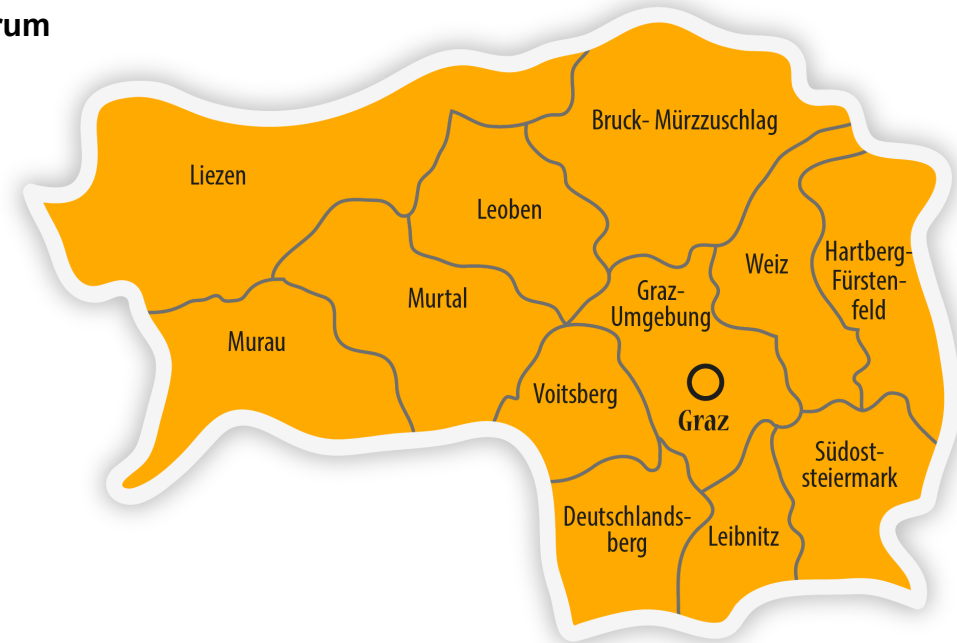 rum
Bruck- Mürzzuschlag
Liezen
Leoben
Hartberg-
Fürsten-
feld
Weiz
Graz-
Umgebung
Murtal
Murau
Voitsberg
Graz
Südost-
steiermark
Deutschlands-
berg
Leibnitz